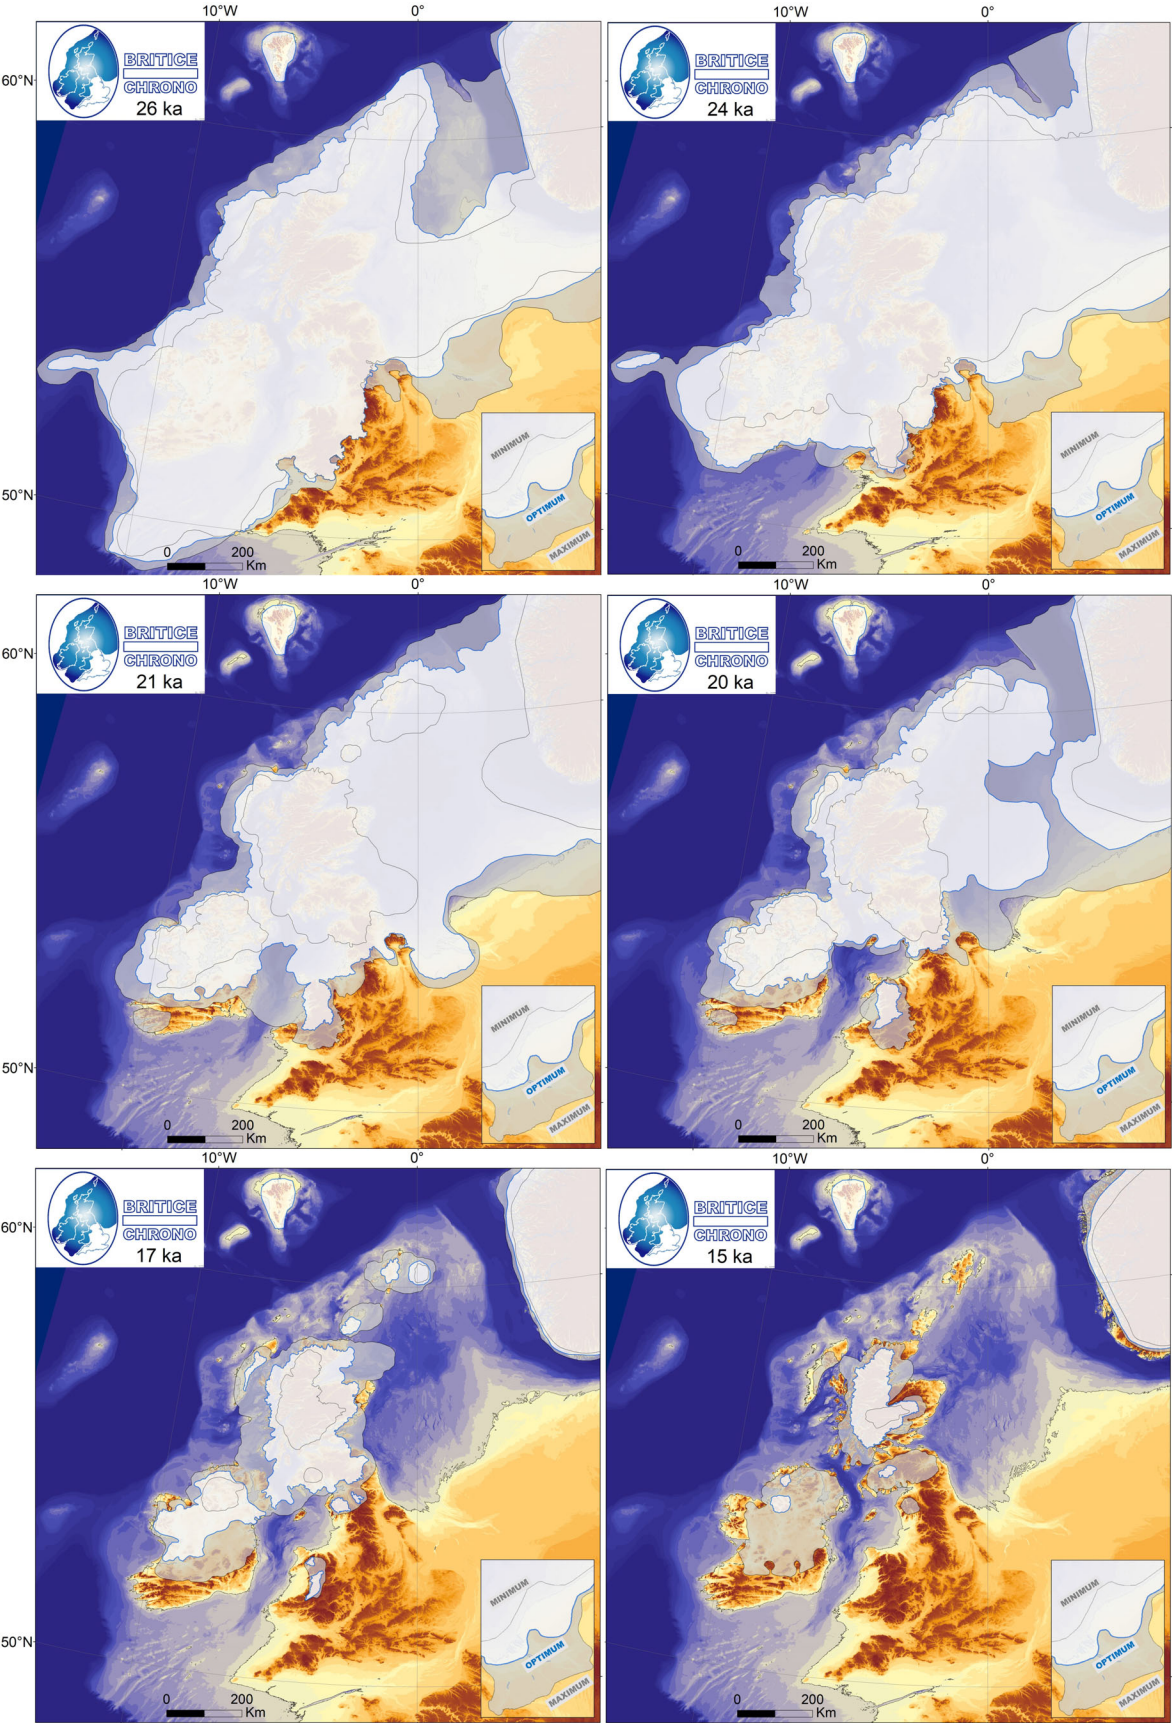 10°W 0° 10°W 0°
60°N
BRITICE
CHRONO
26 ka
BRITICE
CHRONO
24 ka
50°N
0 200
Km
MINIMUM
OPTIMUM
MAXIMUM
0 200
Km
MINIMUM
OPTIMUM
MAXIMUM
10°W 0° 10°W 0°
60°N
BRITICE
CHRONO
21 ka
BRITICE
CHRONO
20 ka
50°N
0 200
Km
MINIMUM
OPTIMUM
MAXIMUM
0 200
Km
MINIMUM
OPTIMUM
MAXIMUM
10°W 0° 10°W 0°
60°N
BRITICE
CHRONO
17 ka
BRITICE
CHRONO
15 ka
50°N
0 200
Km
MINIMUM
OPTIMUM
MAXIMUM
0 200
Km
MINIMUM
OPTIMUM
MAXIMUM